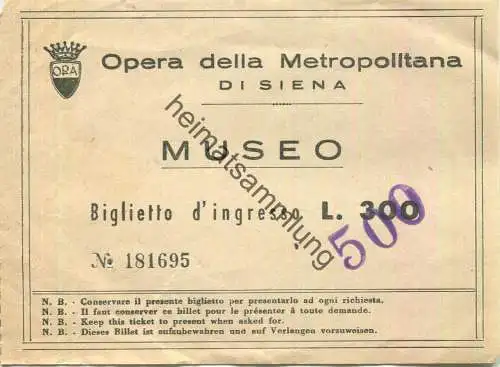 OPA
Opera della Metropolitana
DI SIENA
MUSEO
Biglietto d'ingresso L. 300
500
№ 181695
N. B. - Conservare il presente biglietto per presentarlo ad ogni richiesta.
N. B. - Il faut conserver ce billet pour le présenter à toute demande.
N. B. - Keep this ticket to present when asked for.
N. B. - Dieses Billet ist aufzubewahren und auf Verlangen vorzuweisen.
heimatsammlung